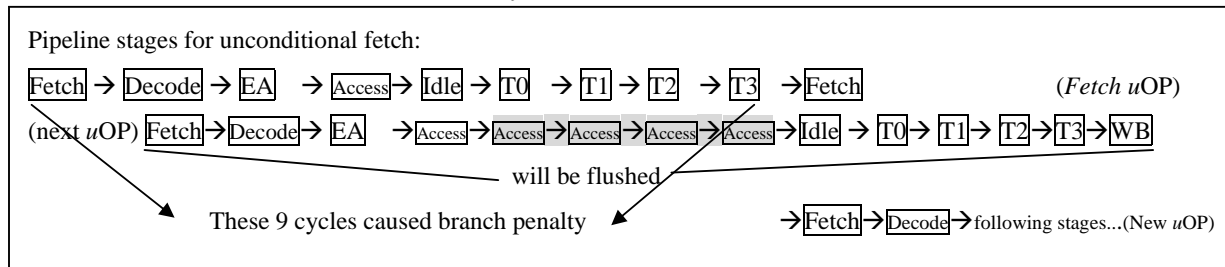 Pipeline stages for unconditional fetch:
Fetch → Decode → EA → Access → Idle → T0 → T1 → T2 → T3 → Fetch (Fetch uOP)
(next uOP) Fetch → Decode → EA → Access → Access → Access → Access → Access → Idle → T0 → T1 → T2 → T3 → WB
will be flushed
These 9 cycles caused branch penalty → Fetch → Decode → following stages...(New uOP)